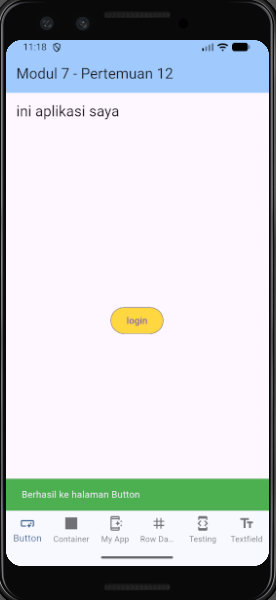 11:18
Modul 7 - Pertemuan 12
ini aplikasi saya
login
Berhasil ke halaman Button
Button Container My App Row Da... Testing Textfield